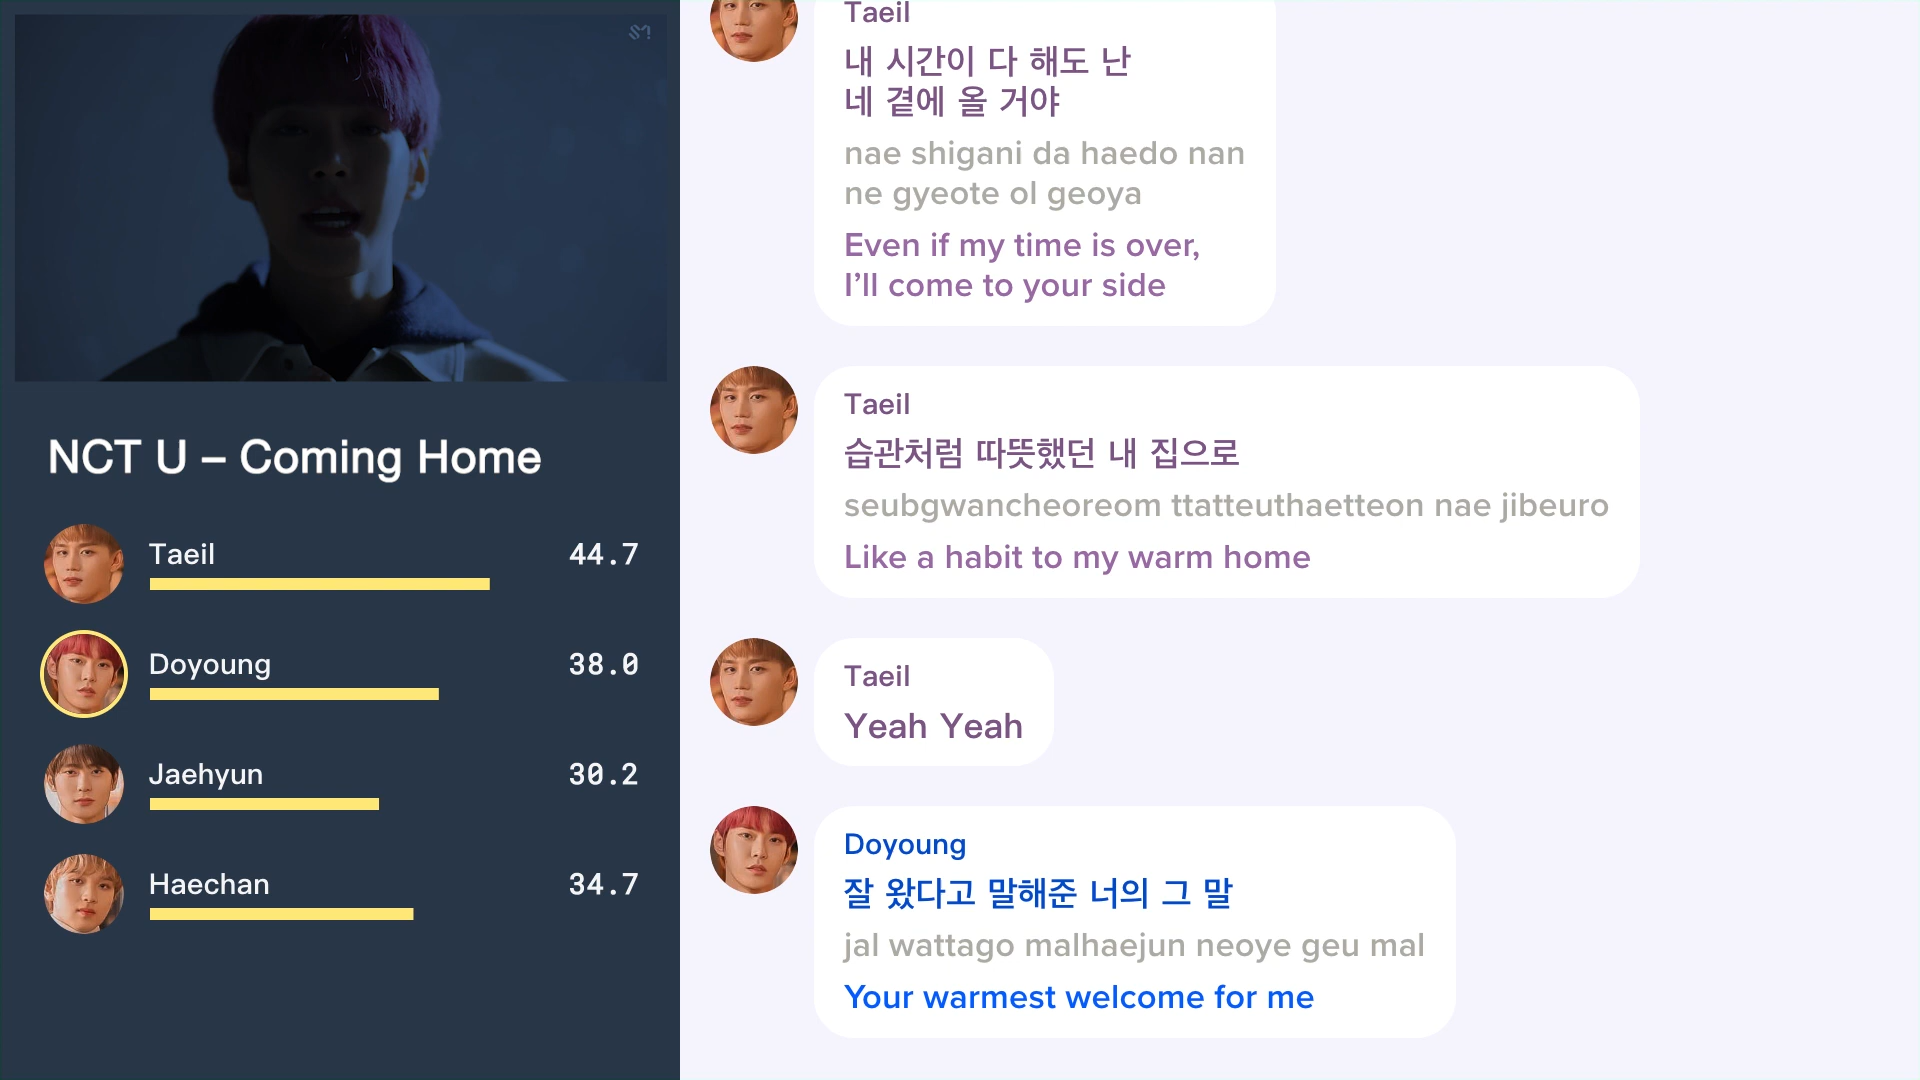 SM!
NCT U – Coming Home
Taeil
44.7
Doyoung
38.0
Jaehyun
30.2
Haechan
34.7
Taeil
내 시간이 다 해도 난
네 곁에 올 거야
nae shigani da haedo nan
ne gyeote ol geoya
Even if my time is over,
I’ll come to your side
Taeil
습관처럼 따뜻했던 내 집으로
seubgwancheoreom ttatteuthaetteon nae jibeuro
Like a habit to my warm home
Taeil
Yeah Yeah
Doyoung
잘 왔다고 말해준 너의 그 말
jal wattago malhaejun neoye geu mal
Your warmest welcome for me